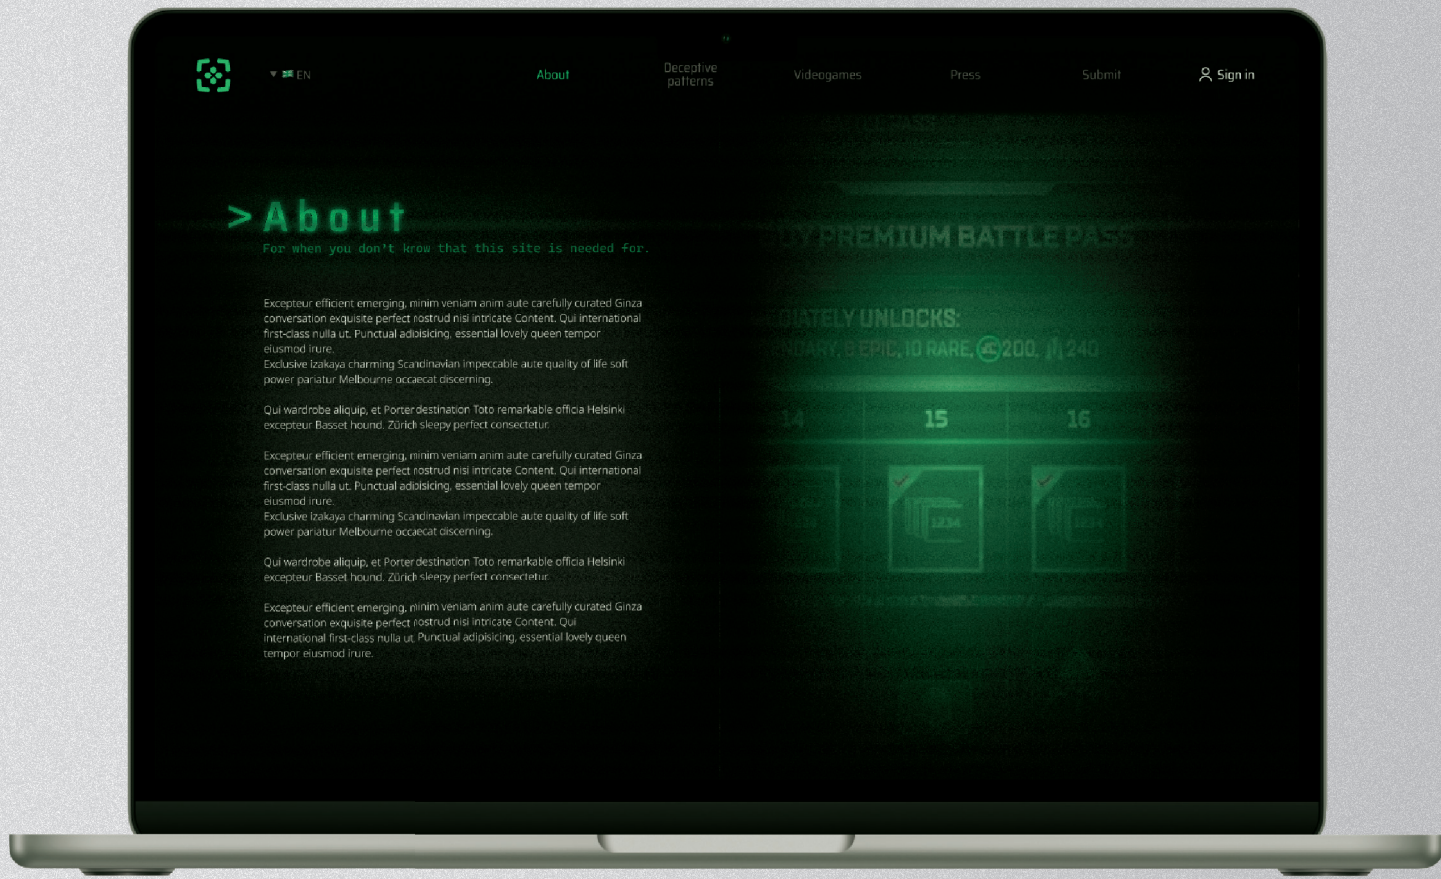 EN
About
Deceptive
patterns
Videogames
Press
Submit
Sign in
>About
For when you don't know that this site is needed for.
Excepteur efficient emerging, minim veniam anim aute carefully curated Ginza
conversation exquisite perfect nostrud nisi intricate Content. Qui international
first-class nulla ut. Punctual adipisicing, essential lovely queen tempor
eiusmod irure.
Exclusive izakaya charming Scandinavian impeccable aute quality of life soft
power pariatur Melbourne occaecat discerning.
Qui wardrobe aliquip, et Porter destination Toto remarkable officia Helsinki
excepteur Basset hound. Zürich sleepy perfect consectetur.
Excepteur efficient emerging, minim veniam anim aute carefully curated Ginza
conversation exquisite perfect nostrud nisi intricate Content. Qui international
first-class nulla ut. Punctual adipisicing, essential lovely queen tempor
eiusmod irure.
Exclusive izakaya charming Scandinavian impeccable aute quality of life soft
power pariatur Melbourne occaecat discerning.
Qui wardrobe aliquip, et Porter destination Toto remarkable officia Helsinki
excepteur Basset hound. Zürich sleepy perfect consectetur.
Excepteur efficient emerging, minim veniam anim aute carefully curated Ginza
conversation exquisite perfect nostrud nisi intricate Content. Qui
international first-class nulla ut. Punctual adipisicing, essential lovely queen
tempor eiusmod irure.
PREMIUM BATTLE PASS
UNLOCKS:
EPIC, 10 RARE, 200, 240
14
15
16
1234